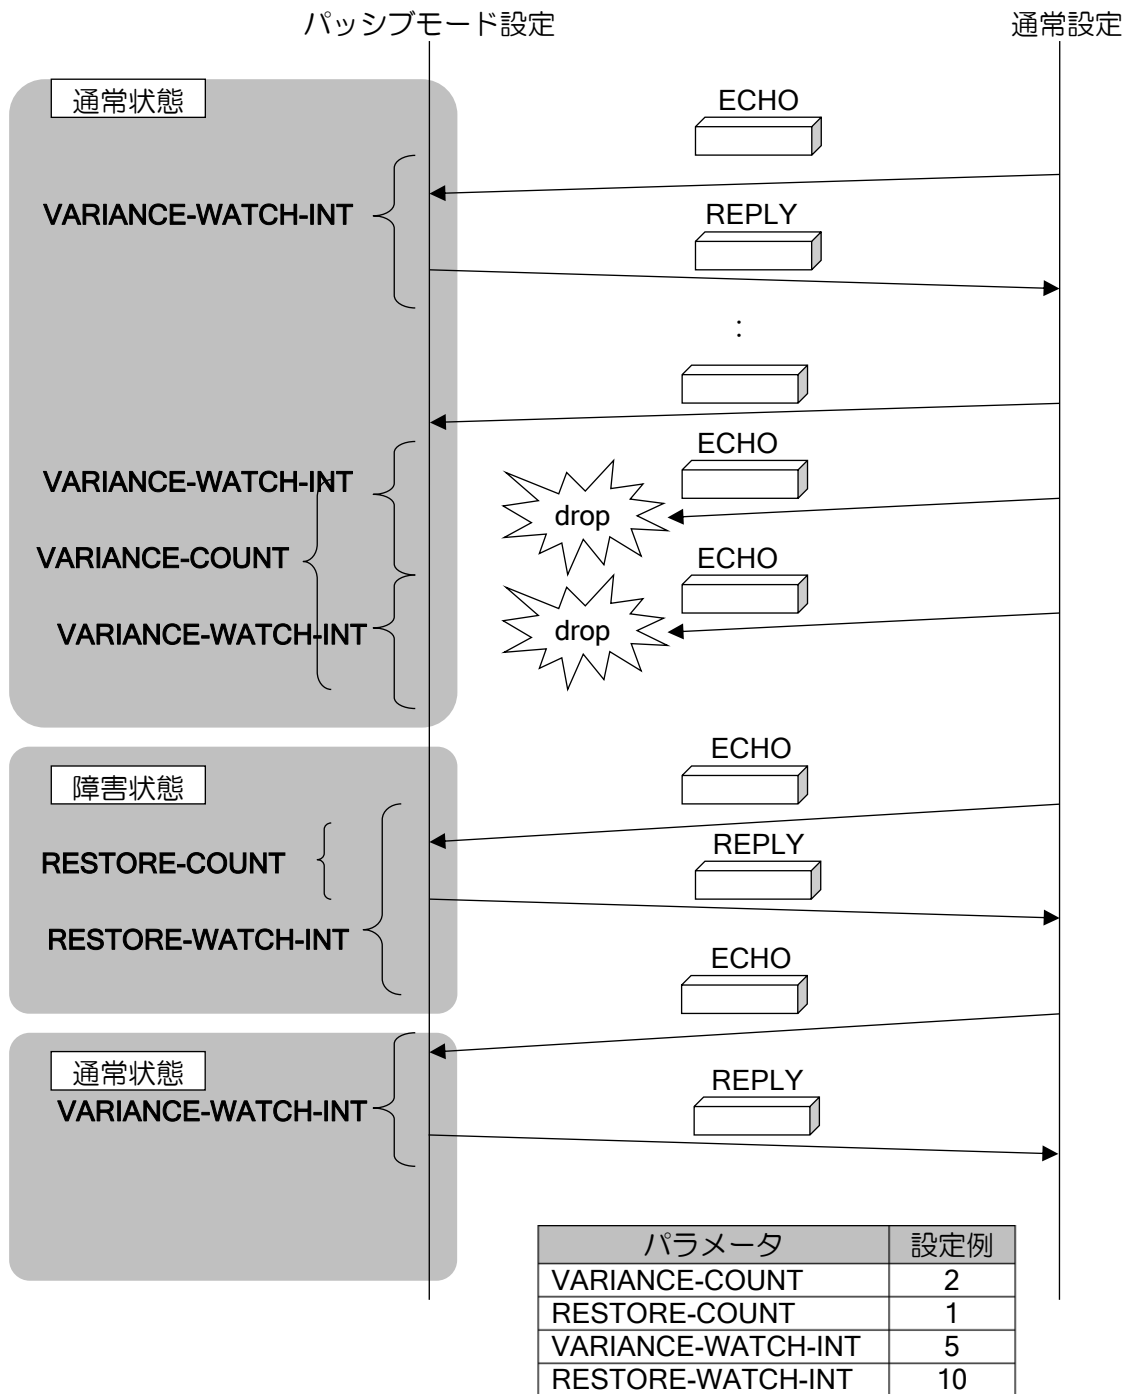 パッシブモード設定 通常設定
通常状態
ECHO
VARIANCE-WATCH-INT
REPLY
:
ECHO
VARIANCE-WATCH-INT
drop
VARIANCE-COUNT
ECHO
VARIANCE-WATCH-INT
drop
ECHO
障害状態
REPLY
RESTORE-COUNT
RESTORE-WATCH-INT
ECHO
通常状態
REPLY
VARIANCE-WATCH-INT
パラメータ 設定例
VARIANCE-COUNT 2
RESTORE-COUNT 1
VARIANCE-WATCH-INT 5
RESTORE-WATCH-INT 10